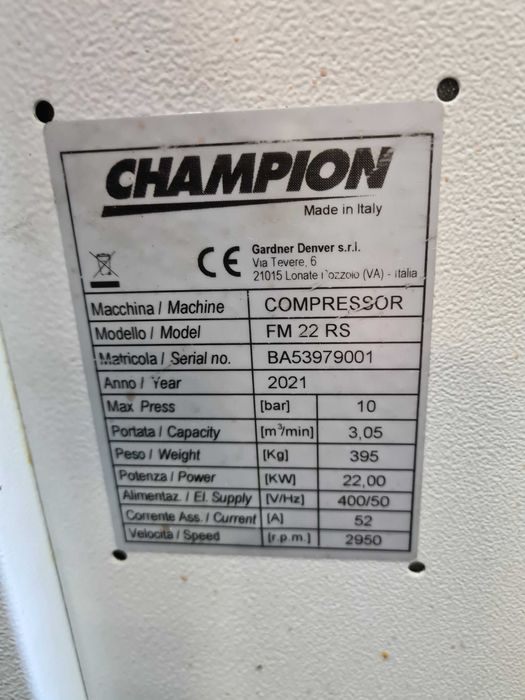 CHAMPION
Made in Italy
CE
Gardner Denver s.r.l.
Via Tevere, 6
21015 Lonate Pozzolo (VA) - Italia
Macchina / Machine COMPRESSOR
Modello / Model FM 22 RS
Matricola / Serial no. BA53979001
Anno / Year 2021
Max Press [bar] 10
Portata / Capacity [m³/min] 3,05
Peso / Weight [Kg] 395
Potenza / Power [KW] 22,00
Alimentaz. / El. Supply [V/Hz] 400/50
Corrente Ass. / Current [A] 52
Velocità / Speed [r.p.m.] 2950